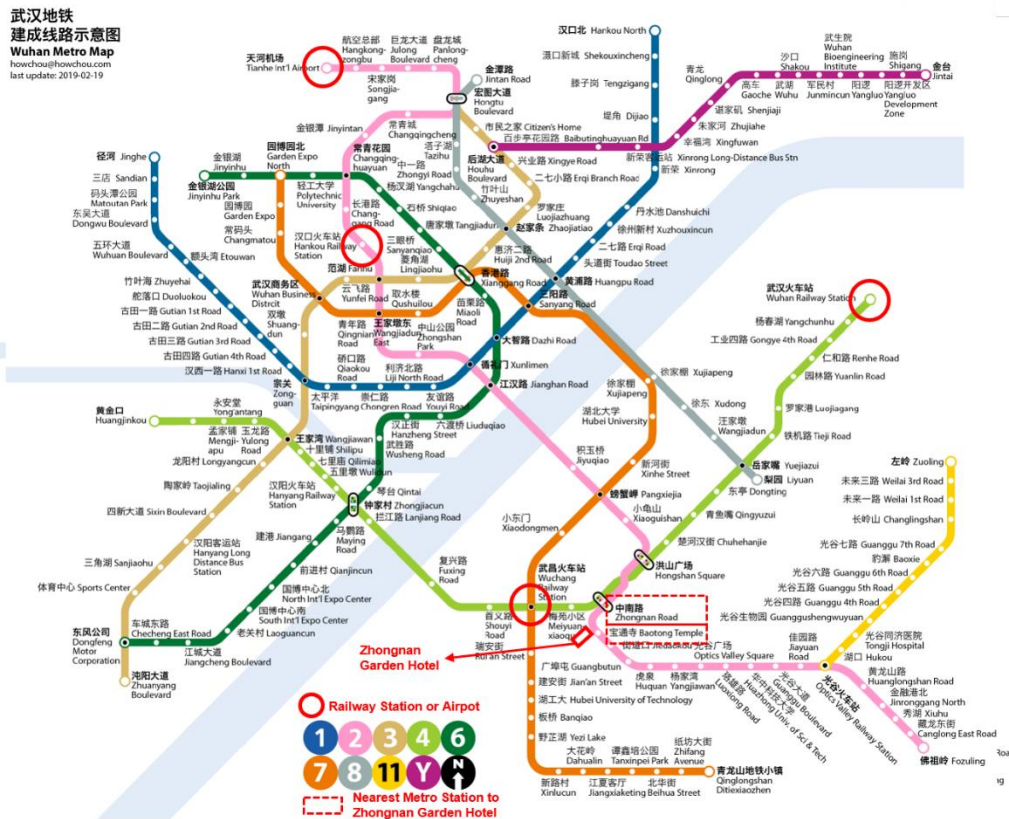 武汉地铁
建成线路示意图
Wuhan Metro Map
howchou@howchou.com
last update: 2019-02-19
天河机场
Tianhe Int'l Airport
航空总部
Hangkong-
zongbu
宋家岗
Songjia-
gang
巨龙大道
Julong
Boulevard
盘龙城
Panlong-
cheng
金潭路
Jintan Road
宏图大道
Hongtu
Boulevard
汉口北 Hankou North
滠口新城 Shekouxincheng
滕子岗 Tengzigang
堤角 Dijiao
新荣客运站 Xinrong Long-Distance Bus Stn
新荣 Xinrong
丹水池 Danshuichi
徐州新村 Xuzhouxincun
二七路 Erqi Road
头道街 Toudao Street
黄浦路 Huangpu Road
青龙
Qinglong
高车
Gaoche
沙口
Shakou
武湖
Wuhu
军民村
Junmincun
武生院
Wuhan
Bioengineering
Institute
阳逻
Yangluo
施岗
Shigang
阳逻开发区
Yangluo
Development
Zone
金台
Jintai
谌家矶 Shenjiaji
朱家河 Zhujiahe
幸福湾 Xingfuwan
市民之家 Citizen's Home
百步亭花园路 Baibutinghuayuan Rd
后湖大道
Houhu
Boulevard
兴业路 Xingye Road
二七小路 Erqi Branch Road
罗家庄
Luojiazhuang
赵家条
Zhaojiatiao
金银潭 Jinyintan
常青城
Changqingcheng
常青花园
Changqing-
huayuan
塔子湖
Tazihu
中一路
Zhongyi Road
竹叶山
Zhuyeshan
杨汊湖 Yangchahu
石桥 Shiqiao
唐家墩 Tangjiadun
惠济二路
Huiji 2nd Road
径河 Jinghe
三店 Sandian
码头潭公园
Matoutan Park
东吴大道
Dongwu Boulevard
五环大道
Wuhuan Boulevard
额头湾 Etouwan
竹叶海 Zhuyehai
舵落口 Duoluokou
古田一路 Gutian 1st Road
古田二路 Gutian 2nd Road
古田三路 Gutian 3rd Road
古田四路 Gutian 4th Road
汉西一路 Hanxi 1st Road
金银湖
Jinyinhu
金银湖公园
Jinyinhu Park
园博园北
Garden Expo
North
园博园
Garden Expo
常码头
Changmatou
轻工大学
Polytechnic
University
长港路
Chang-
gang Road
汉口火车站
Hankou Railway
Station
三眼桥
Sanyanqiao
菱角湖
Lingjiaohu
范湖 Fanhu
香港路
Xianggang Road
三阳路
Sanyang Road
武汉商务区
Wuhan Business
Distrcit
云飞路
Yunfei Road
取水楼
Qushuilou
苗栗路
Miaoli
Road
王家墩东
Wangjiadun
East
中山公园
Zhongshan
Park
青年路
Qingnian
Road
双墩
Shuang-
dun
大智路 Dazhi Road
循礼门 Xunlimen
江汉路 Jianghan Road
硚口路
Qiaokou
Road
利济北路
Liji North Road
宗关
Zong-
guan
太平洋
Taipingyang
崇仁路
Chongren Road
友谊路
Youyi Road
汉正街
Hanzheng Street
六渡桥 Liuduqiao
武胜路
Wusheng Road
琴台 Qintai
钟家村 Zhongjiacun
拦江路 Lanjiang Road
马鹦路
Maying
Road
建港 Jiangang
前进村 Qianjincun
国博中心北
North Int'l Expo Center
国博中心南
South Int'l Expo Center
老关村 Laoguancun
江城大道
Jiangcheng Boulevard
车城东路
Checheng East Road
东风公司
Dongfeng
Motor
Corporation
沌阳大道
Zhuanyang
Boulevard
体育中心 Sports Center
三角湖 Sanjiaohu
汉阳客运站
Hanyang Long
Distance Bus
Station
四新大道 Sixin Boulevard
陶家岭 Taojialing
龙阳村 Longyangcun
黄金口
Huangjinkou
永安堂
Yong'antang
孟家铺
Mengji-
apu
玉龙路
Yulong
Road
王家湾 Wangjiawan
十里铺 Shilipu
七里庙 Qilimiao
五里墩 Wulidun
汉阳火车站
Hanyang Railway
Station
复兴路
Fuxing
Road
首义路
Shouyi
Road
瑞安街
Rui'an Street
武昌火车站
Wuchang
Railway
Station
梅苑小区
Meiyuan-
小东门
Xiaodongmen
螃蟹岬 Pangxiejia
积玉桥
Jiyuqiao
新河街
Xinhe Street
湖北大学
Hubei University
徐家棚
Xujiapeng
徐家棚 Xujiapeng
徐东 Xudong
汪家墩
Wangjiadun
岳家嘴 Yuejiazui
梨园 Liyuan
东亭 Dongting
青鱼嘴 Qingyuzui
楚河汉街 Chuhehanjie
洪山广场
Hongshan Square
小龟山
Xiaoguishan
中南路
Zhongnan Road
宝通寺 Baotong Temple
武汉火车站
Wuhan Railway Station
杨春湖 Yangchunhu
工业四路 Gongye 4th Road
仁和路 Renhe Road
园林路 Yuanlin Road
罗家港 Luojiagang
铁机路 Tieji Road
左岭 Zuoling
未来三路 Weilai 3rd Road
未来一路 Weilai 1st Road
长岭山 Changlingshan
光谷七路 Guanggu 7th Road
豹澥 Baoxie
光谷六路 Guanggu 6th Road
光谷五路 Guanggu 5th Road
光谷四路 Guanggu 4th Road
光谷生物园 Guanggushengwuyuan
光谷同济医院
Tongji Hospital
湖口 Hukou
佳园路
Jiayuan
Road
光谷火车站
Optics Valley Railway Station
光谷大道
Guanggu Boulevard
华中科技大学
Huazhong Univ. of Sci & Tech
珞雄路
Luoxiong Road
杨家湾
Yangjiawan
虎泉
Huquan
Optics Valley Square
黄龙山路
Huanglongshan Road
金融港北
Jinronggang North
秀湖 Xiuhu
藏龙东街
Canglong East Road
佛祖岭 Fozuling
广埠屯 Guangbutun
建安街 Jian'an Street
湖工大 Hubei University of Technology
板桥 Banqiao
野芷湖 Yezi Lake
新路村
Xinlucun
大花岭
Dahualin
江夏客厅
Jiangxiaketing
谭鑫培公园
Tanxinpei Park
北华街
Beihua Street
纸坊大街
Zhifang
Avenue
青龙山地铁小镇
Qinglongshan
Ditiexiaozhen
Zhongnan
Garden Hotel
Railway Station or Airpot
1 2 3 4 6
7 8 11 Y N
Nearest Metro Station to
Zhongnan Garden Hotel